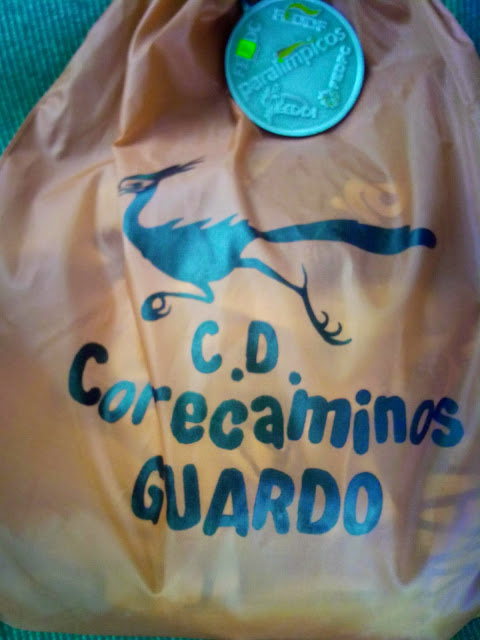 paralímpicos
C.D.
Corecaminos
GUARDO